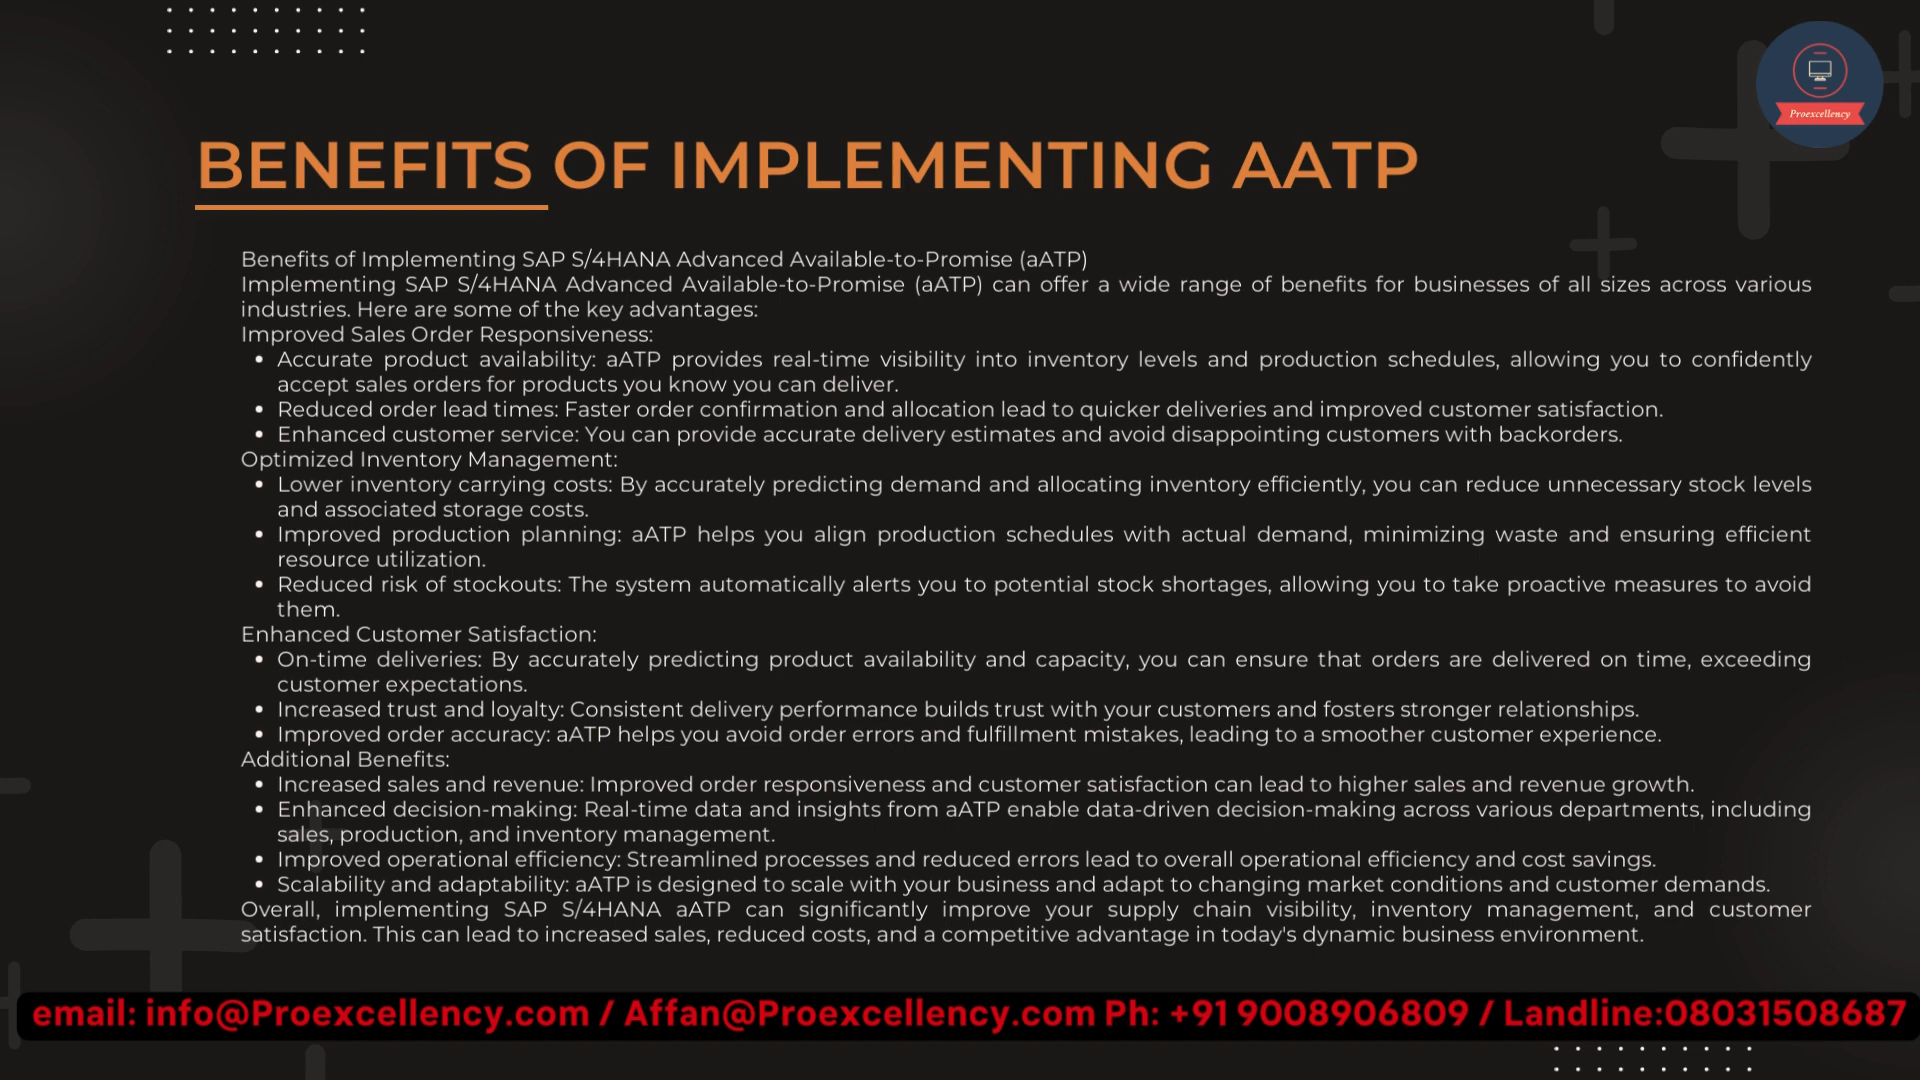 Proexcellency
BENEFITS OF IMPLEMENTING AATP
Benefits of Implementing SAP S/4HANA Advanced Available-to-Promise (aATP)
Implementing SAP S/4HANA Advanced Available-to-Promise (aATP) can offer a wide range of benefits for businesses of all sizes across various
industries. Here are some of the key advantages:
Improved Sales Order Responsiveness:
• Accurate product availability: aATP provides real-time visibility into inventory levels and production schedules, allowing you to confidently
accept sales orders for products you know you can deliver.
• Reduced order lead times: Faster order confirmation and allocation lead to quicker deliveries and improved customer satisfaction.
• Enhanced customer service: You can provide accurate delivery estimates and avoid disappointing customers with backorders.
Optimized Inventory Management:
• Lower inventory carrying costs: By accurately predicting demand and allocating inventory efficiently, you can reduce unnecessary stock levels
and associated storage costs.
• Improved production planning: aATP helps you align production schedules with actual demand, minimizing waste and ensuring efficient
resource utilization.
• Reduced risk of stockouts: The system automatically alerts you to potential stock shortages, allowing you to take proactive measures to avoid
them.
Enhanced Customer Satisfaction:
• On-time deliveries: By accurately predicting product availability and capacity, you can ensure that orders are delivered on time, exceeding
customer expectations.
• Increased trust and loyalty: Consistent delivery performance builds trust with your customers and fosters stronger relationships.
• Improved order accuracy: aATP helps you avoid order errors and fulfillment mistakes, leading to a smoother customer experience.
Additional Benefits:
• Increased sales and revenue: Improved order responsiveness and customer satisfaction can lead to higher sales and revenue growth.
• Enhanced decision-making: Real-time data and insights from aATP enable data-driven decision-making across various departments, including
sales, production, and inventory management.
• Improved operational efficiency: Streamlined processes and reduced errors lead to overall operational efficiency and cost savings.
• Scalability and adaptability: aATP is designed to scale with your business and adapt to changing market conditions and customer demands.
Overall, implementing SAP S/4HANA aATP can significantly improve your supply chain visibility, inventory management, and customer
satisfaction. This can lead to increased sales, reduced costs, and a competitive advantage in today's dynamic business environment.
email: info@Proexcellency.com / Affan@Proexcellency.com Ph: +91 9008906809 / Landline:08031508687